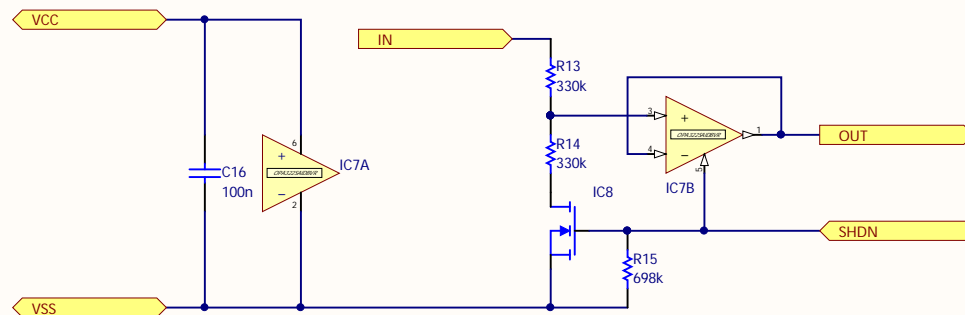 VCC
IN
R13
330k
3
+
1
OUT
6
+
IC7A
R14
330k
4
−
C16
100n
−
2
5
IC7B
IC8
SHDN
R15
698k
VSS